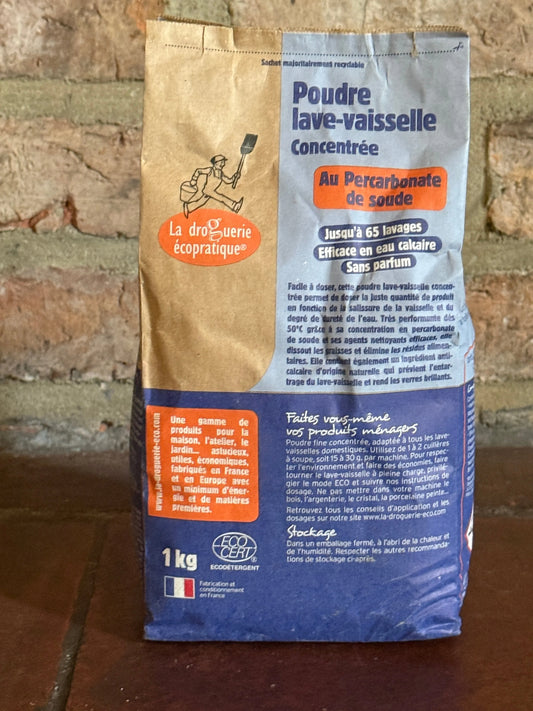 Sachet majoritairement recyclable
Poudre
lave-vaisselle
Concentrée
Au Percarbonate
de soude
La droguerie
écopratique®
Jusqu'à 65 lavages
Efficace en eau calcaire
Sans parfum
Facile à doser, cette poudre lave-vaisselle concen-
trée permet de doser la juste quantité de produit
en fonction de la salissure de la vaisselle et du
degré de dureté de l'eau. Très performante dès
50°C grâce à sa concentration en percarbonate
de soude et ses agents nettoyants efficaces, elle
dissout les graisses et élimine les résidus alimen-
taires. Elle contient également un ingrédient anti-
calcaire d'origine naturelle qui prévient l'entar-
trage du lave-vaisselle et rend les verres brillants.
www.la-droguerie-eco.com
Une gamme de
produits pour la
maison, l'atelier, le
jardin... astucieux,
utiles, économiques,
fabriqués en France
et en Europe avec
un minimum d'éner-
gie et de matières
premières.
Faites vous-même
vos produits ménagers
Poudre fine concentrée, adaptée à tous les lave-
vaisselles domestiques. Utilisez de 1 à 2 cuillères
à soupe, soit 15 à 30 g, par machine. Pour respec-
ter l'environnement et faire des économies, faire
tourner le lave-vaisselle à pleine charge, privilé-
gier le mode ECO et suivre nos instructions de
dosage. Ne pas mettre dans votre machine le
bois, l'argenterie, le cristal, la porcelaine peinte...
Retrouvez tous les conseils d'application et les
dosages sur notre site www.la-droguerie-eco.com
Stockage
Dans un emballage fermé, à l'abri de la chaleur et
de l'humidité. Respecter les autres recommanda-
tions de stockage ci-après.
1 kg
ECO
CERT
ECODÉTERGENT
Fabrication et
conditionnement
en France